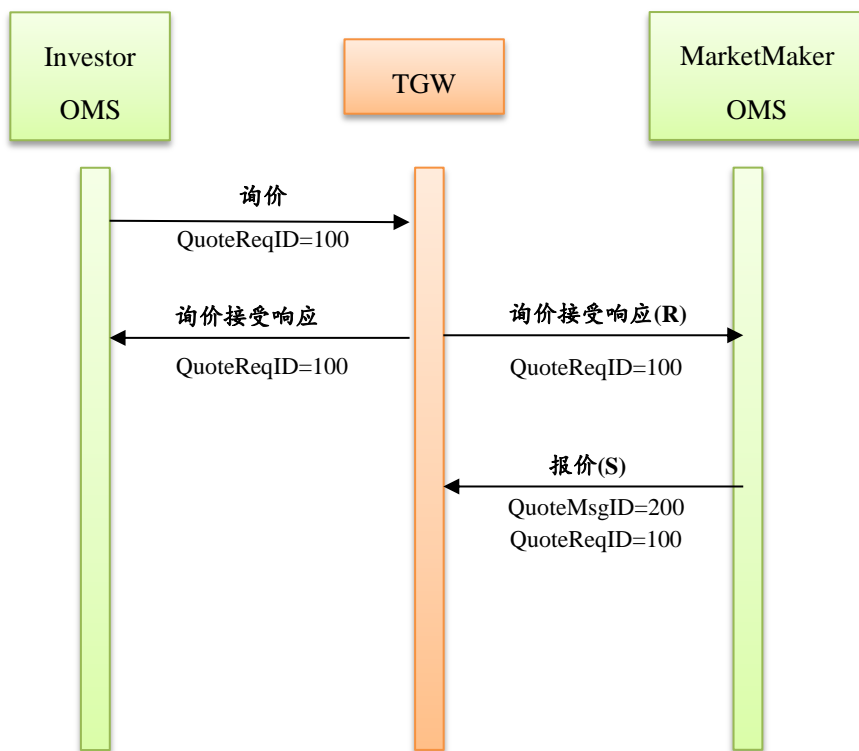 Investor
OMS
TGW
MarketMaker
OMS
询价
QuoteReqID=100
询价接受响应
QuoteReqID=100
询价接受响应(R)
QuoteReqID=100
报价(S)
QuoteMsgID=200
QuoteReqID=100